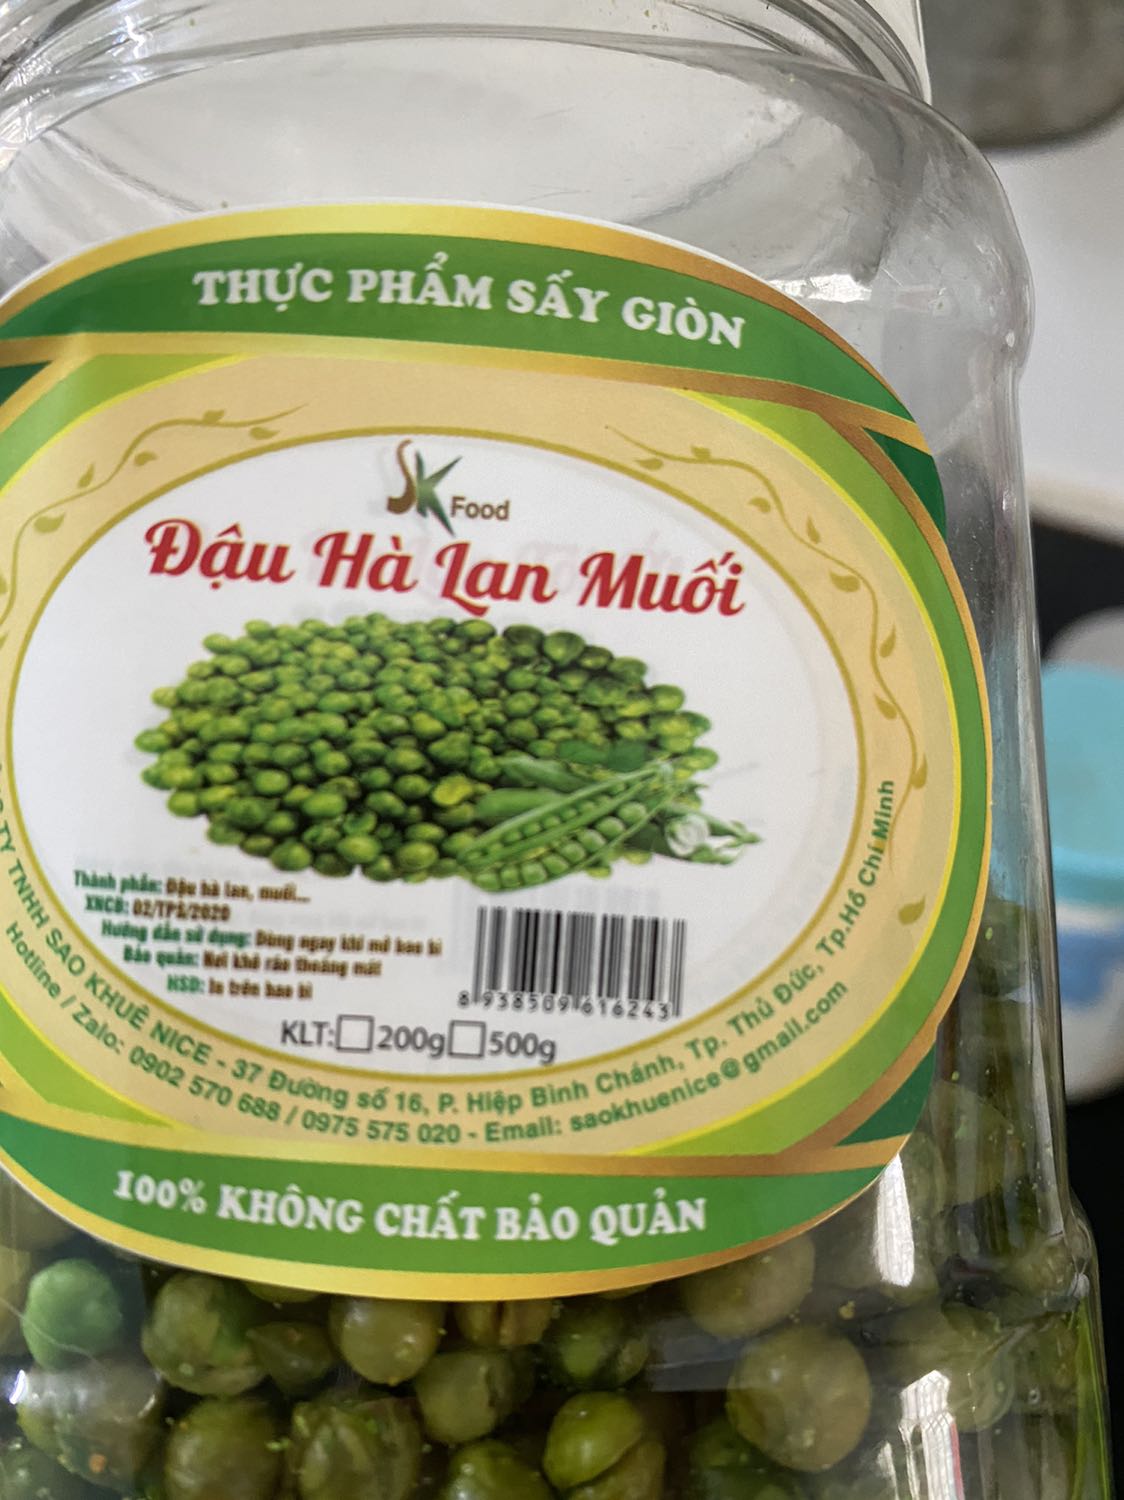 THỰC PHẨM SẤY GIÒN
SK Food
Đậu Hà Lan Muối
Thành phần: Đậu hà lan, muối...
XNCB: 02/TPS/2020
Hướng dẫn sử dụng: Dùng ngay khi mở bao bì
Bảo quản: Nơi khô ráo thoáng mát
HSD: In trên bao bì
8 938509 616243
KLT: 200g 500g
TY TNHH SAO KHUÊ NICE - 37 Đường số 16, P. Hiệp Bình Chánh, Tp. Thủ Đức, Tp.Hồ Chí Minh
Hotline / Zalo: 0902 570 688 / 0975 575 020 - Email: saokhuenice@gmail.com
100% KHÔNG CHẤT BẢO QUẢN